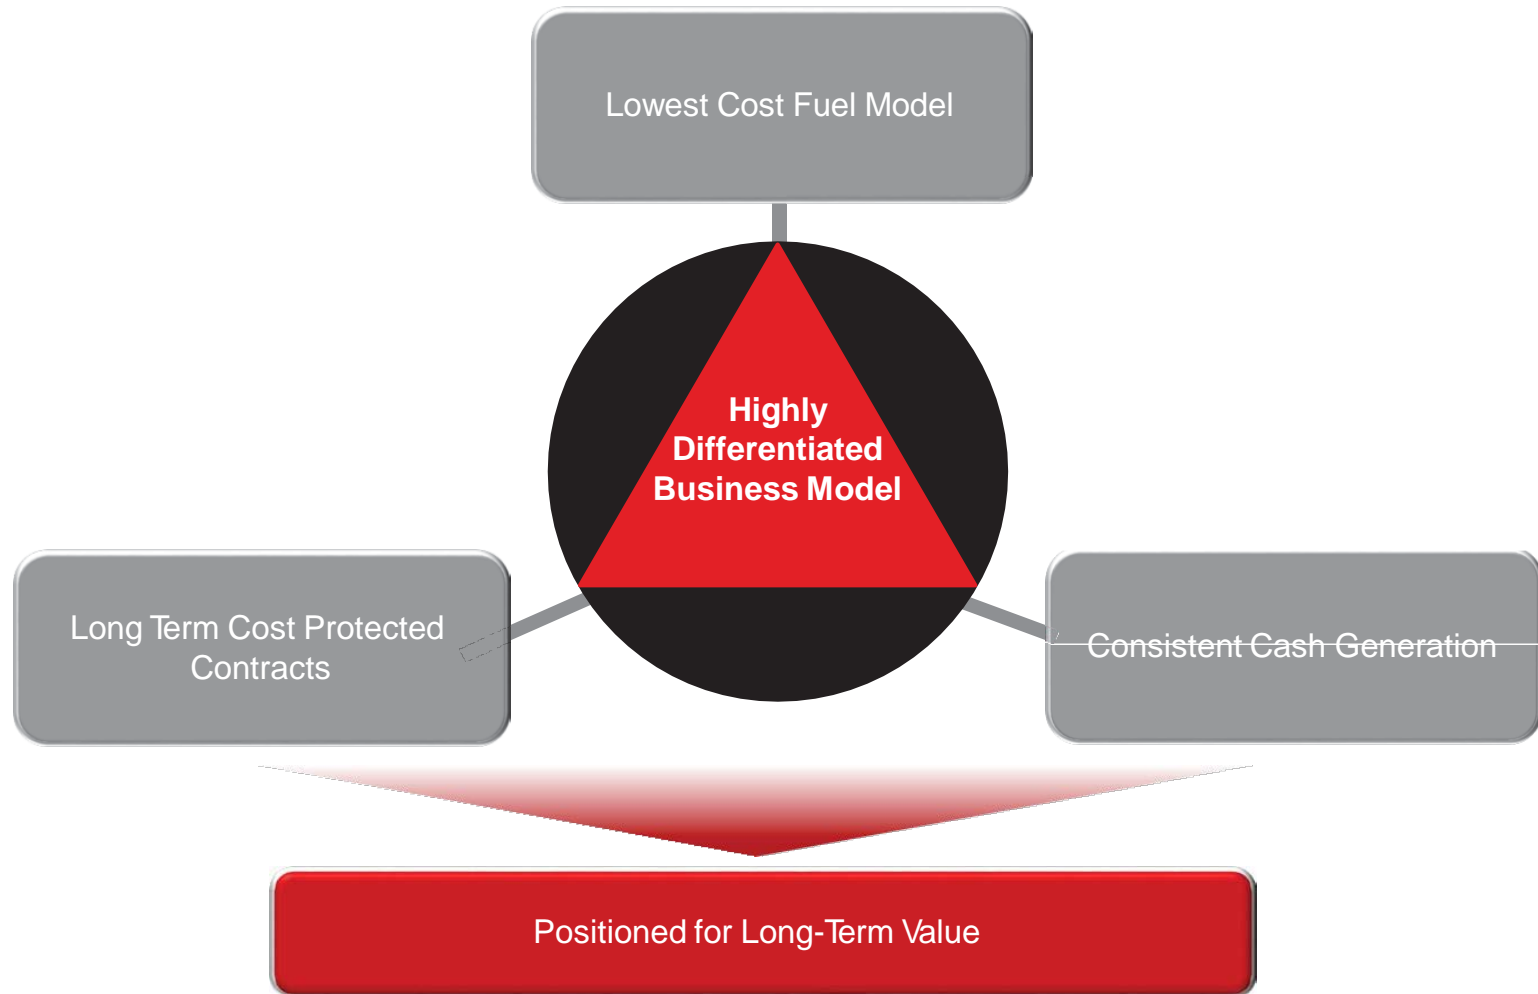 Lowest Cost Fuel Model
Highly
Differentiated
Business Model
Long Term Cost Protected
Contracts
Consistent Cash Generation
Positioned for Long-Term Value